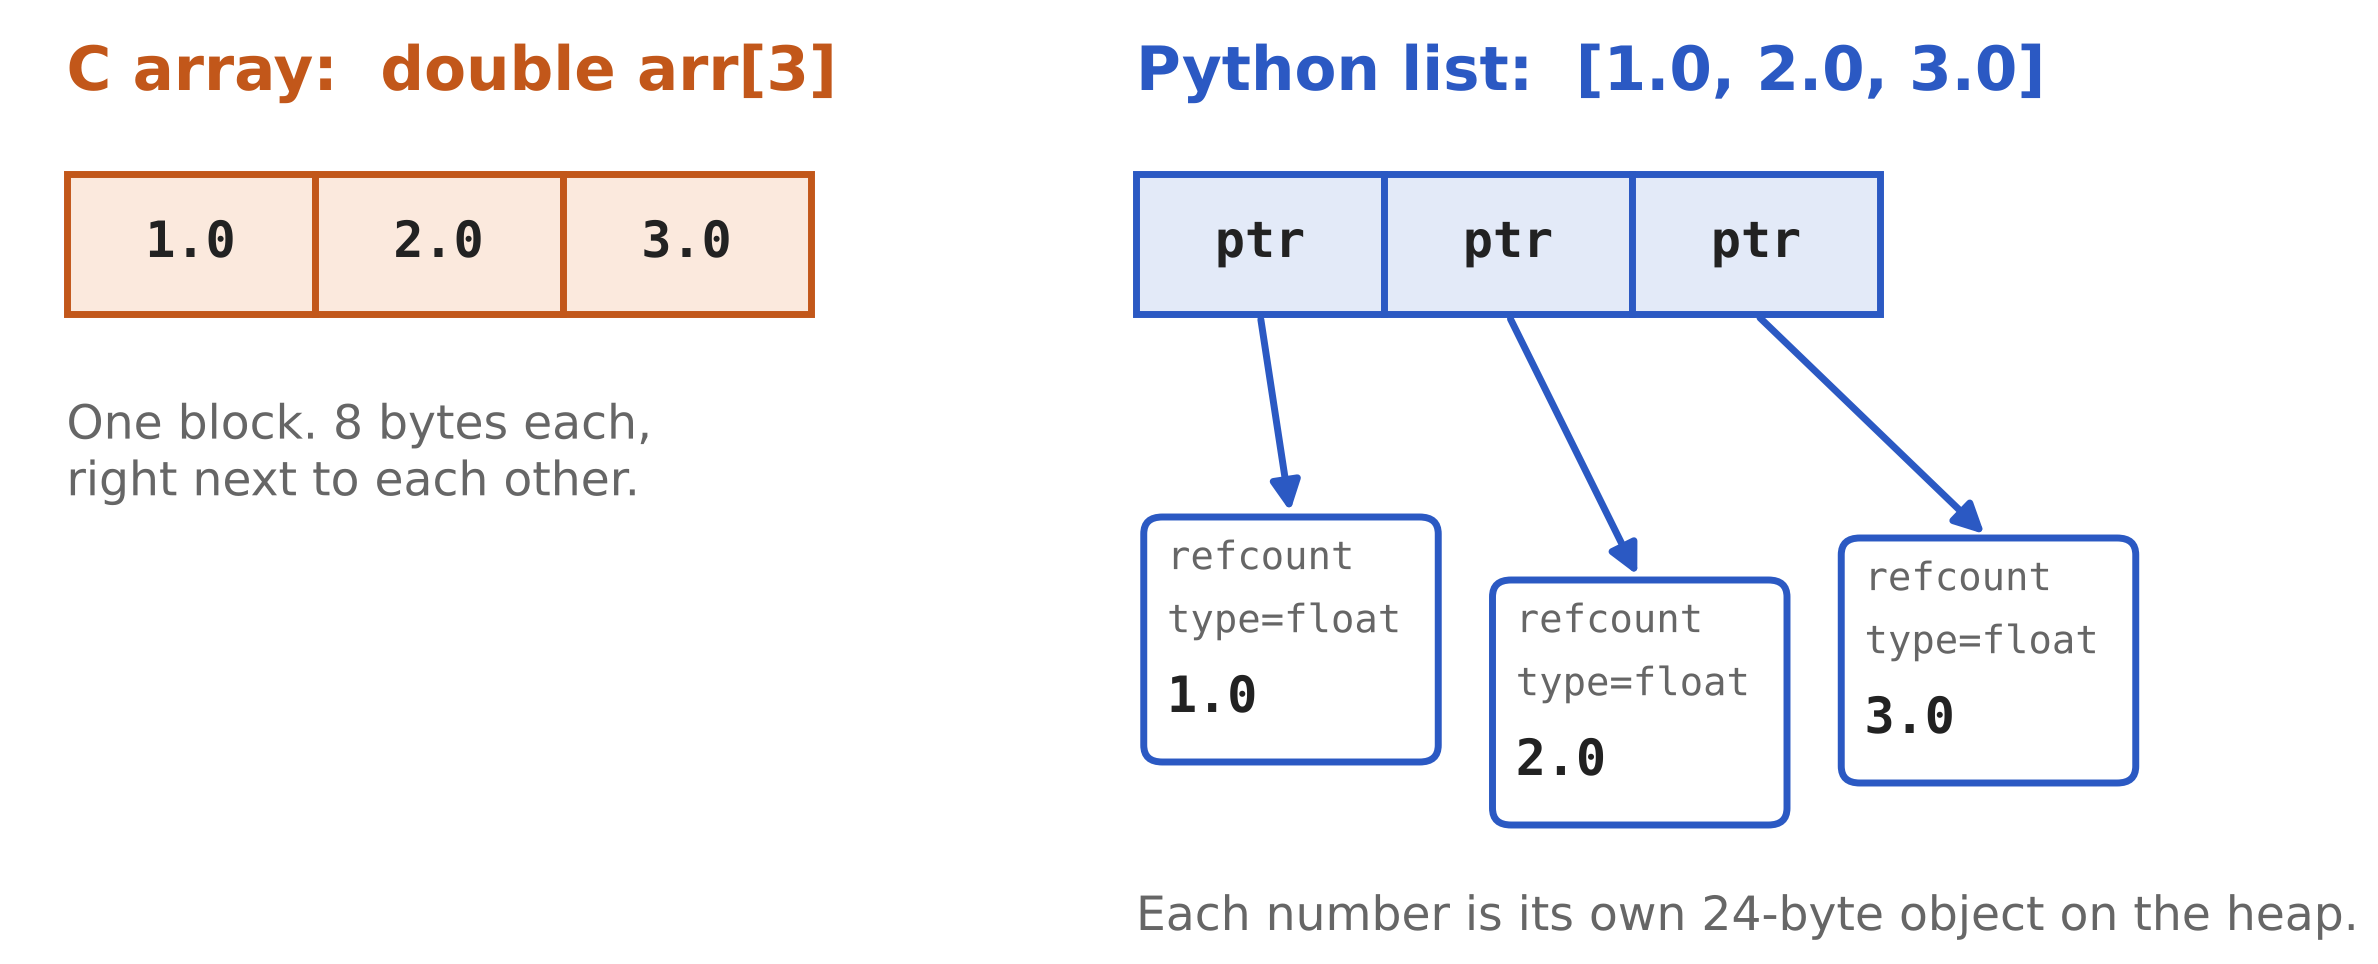 C array:  double arr[3]
1.0 2.0 3.0
One block. 8 bytes each,
right next to each other.
Python list:  [1.0, 2.0, 3.0]
ptr ptr ptr
refcount
type=float
1.0
refcount
type=float
2.0
refcount
type=float
3.0
Each number is its own 24-byte object on the heap.